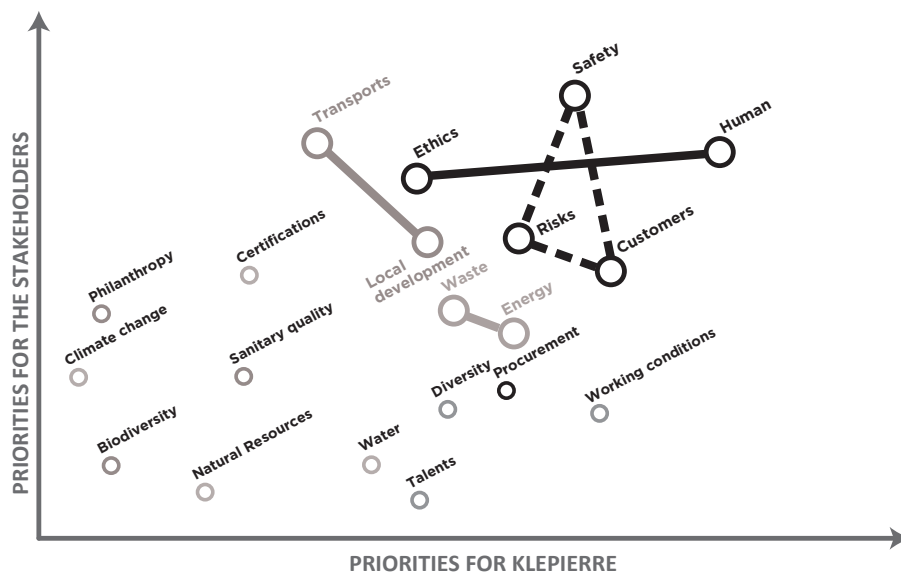 Safety
Transports
Human
Ethics
Risks
Customers
Certifications
Local
development
Philanthropy
Waste
Energy
Climate change
Sanitary quality
Procurement
Diversity
Working conditions
Biodiversity
Natural Resources
Water
Talents
PRIORITIES FOR THE STAKEHOLDERS
PRIORITIES FOR KLEPIERRE